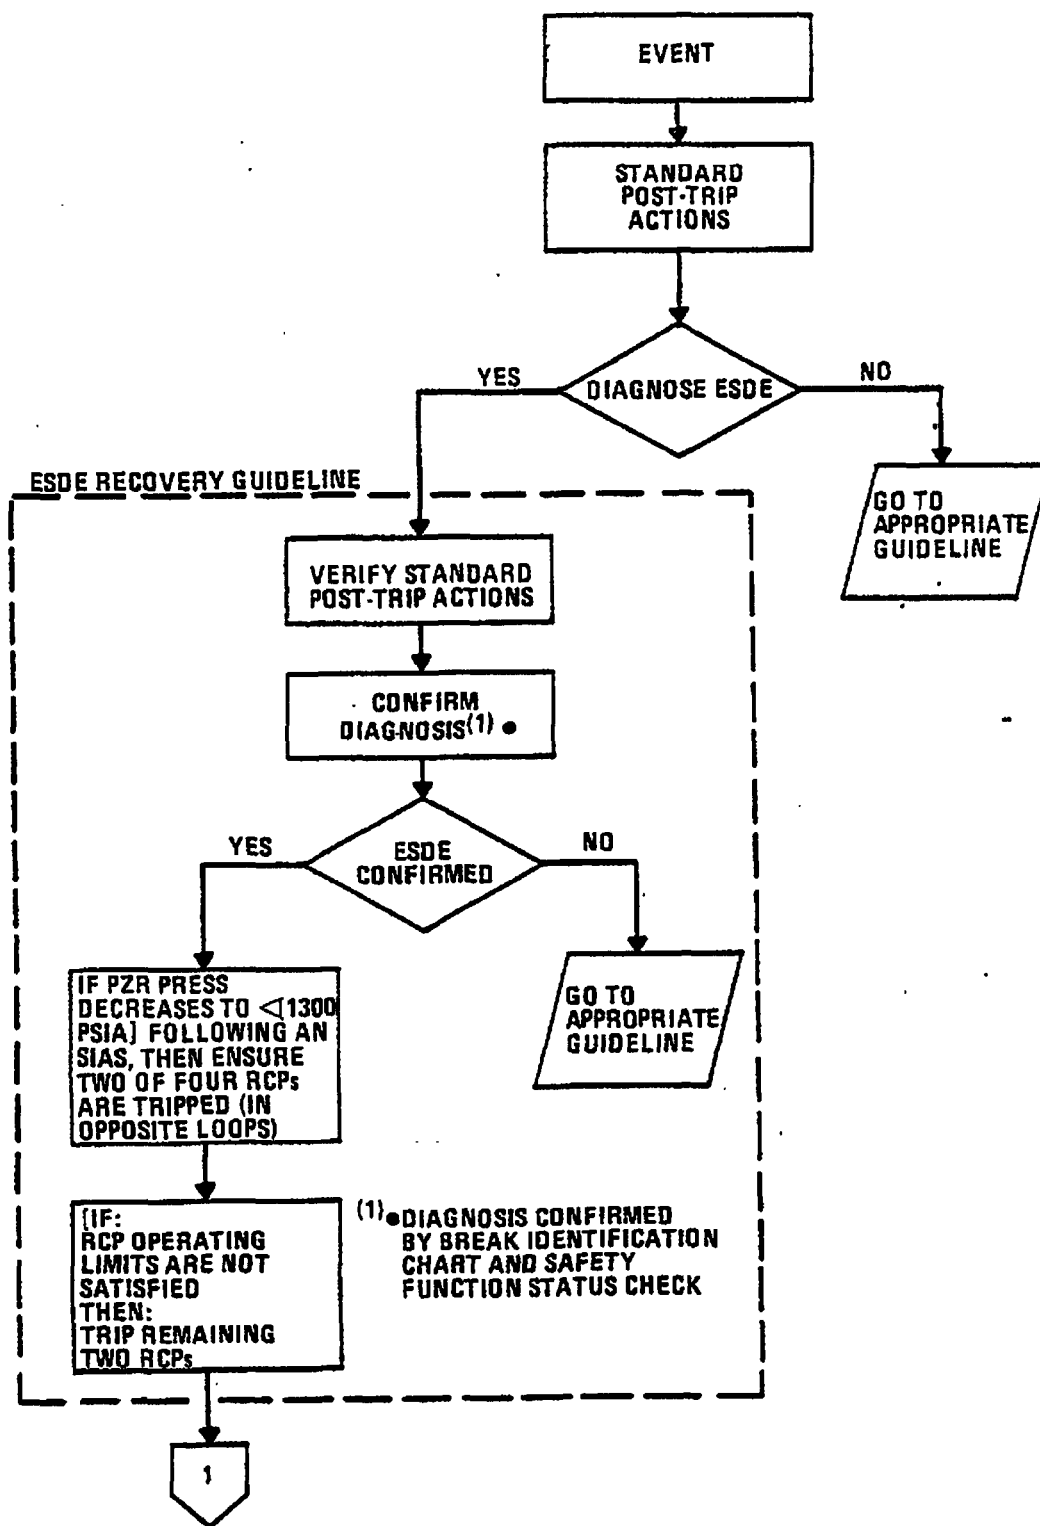 EVENT
STANDARD
POST-TRIP
ACTIONS
DIAGNOSE ESDE
YES
NO
GO TO
APPROPRIATE
GUIDELINE
ESDE RECOVERY GUIDELINE
VERIFY STANDARD
POST-TRIP ACTIONS
CONFIRM
DIAGNOSIS(1) ●
ESDE
CONFIRMED
YES
NO
GO TO
APPROPRIATE
GUIDELINE
IF PZR PRESS
DECREASES TO <[1300
PSIA] FOLLOWING AN
SIAS, THEN ENSURE
TWO OF FOUR RCPs
ARE TRIPPED (IN
OPPOSITE LOOPS)
[IF:
RCP OPERATING
LIMITS ARE NOT
SATISFIED
THEN:
TRIP REMAINING
TWO RCPs
(1)● DIAGNOSIS CONFIRMED
BY BREAK IDENTIFICATION
CHART AND SAFETY
FUNCTION STATUS CHECK
1